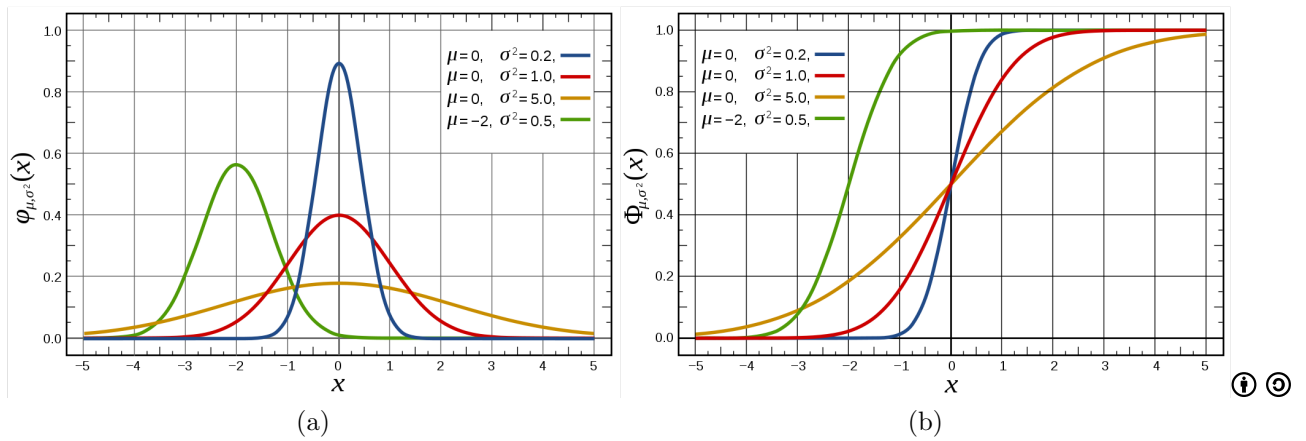 1.0
0.8
0.6
0.4
0.2
0.0
φμ,σ²(x)
μ=0, σ²=0.2,
μ=0, σ²=1.0,
μ=0, σ²=5.0,
μ=−2, σ²=0.5,
−5 −4 −3 −2 −1 0 1 2 3 4 5
x
(a)
1.0
0.8
0.6
0.4
0.2
0.0
Φμ,σ²(x)
μ=0, σ²=0.2,
μ=0, σ²=1.0,
μ=0, σ²=5.0,
μ=−2, σ²=0.5,
−5 −4 −3 −2 −1 0 1 2 3 4 5
x
(b)